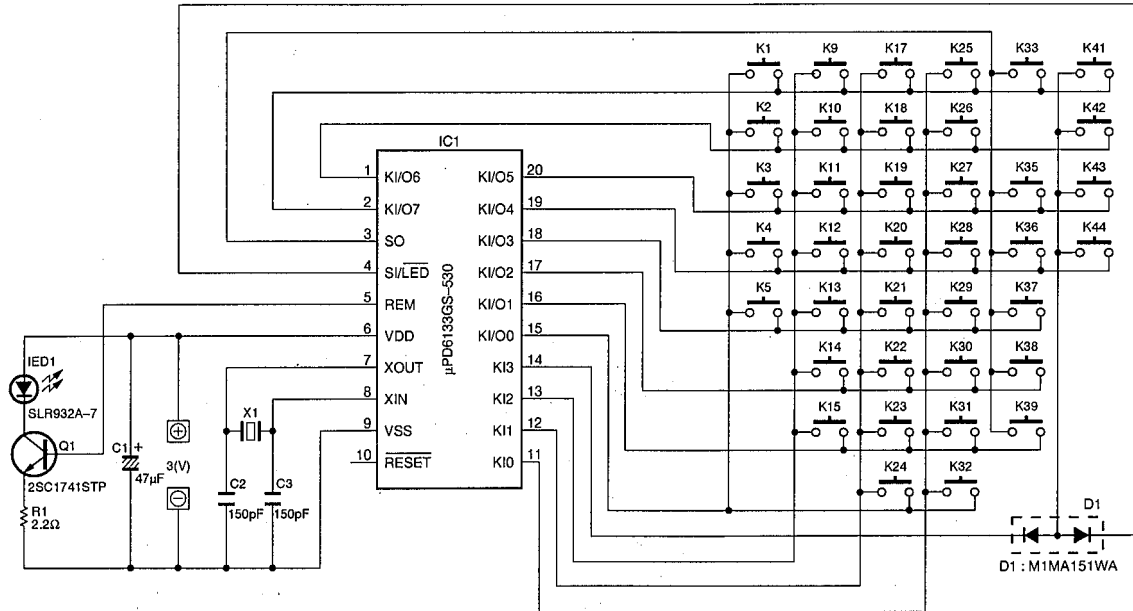 K1 K9 K17 K25 K33 K41
K2 K10 K18 K26 K42
IC1
1 KI/O6 KI/O5 20
K3 K11 K19 K27 K35 K43
2 KI/O7 KI/O4 19
3 SO KI/O3 18
K4 K12 K20 K28 K36 K44
4 SI/LED KI/O2 17
5 REM KI/O1 16
K5 K13 K21 K29 K37
6 VDD KI/O0 15
7 XOUT KI3 14
K14 K22 K30 K38
8 XIN KI2 13
9 VSS KI1 12
K15 K23 K31 K39
10 RESET KI0 11
µPD6133GS-530
K24 K32
IED1
SLR932A-7
Q1
2SC1741STP
R1
2.2Ω
C1 +
47µF
+
3(V)
−
X1
C2
150pF
C3
150pF
D1
D1 : M1MA151WA